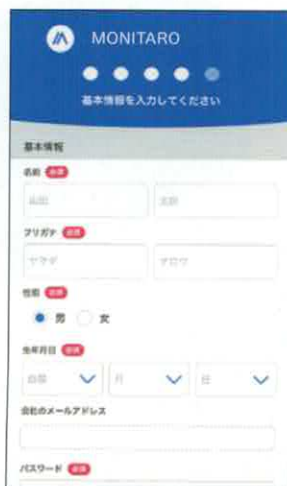 MONITARO
基本情報を入力してください
基本情報
名前 必須
山田 太郎
フリガナ 必須
ヤマダ タロウ
性別 必須
男 女
生年月日 必須
月
会社のメールアドレス
パスワード 必須